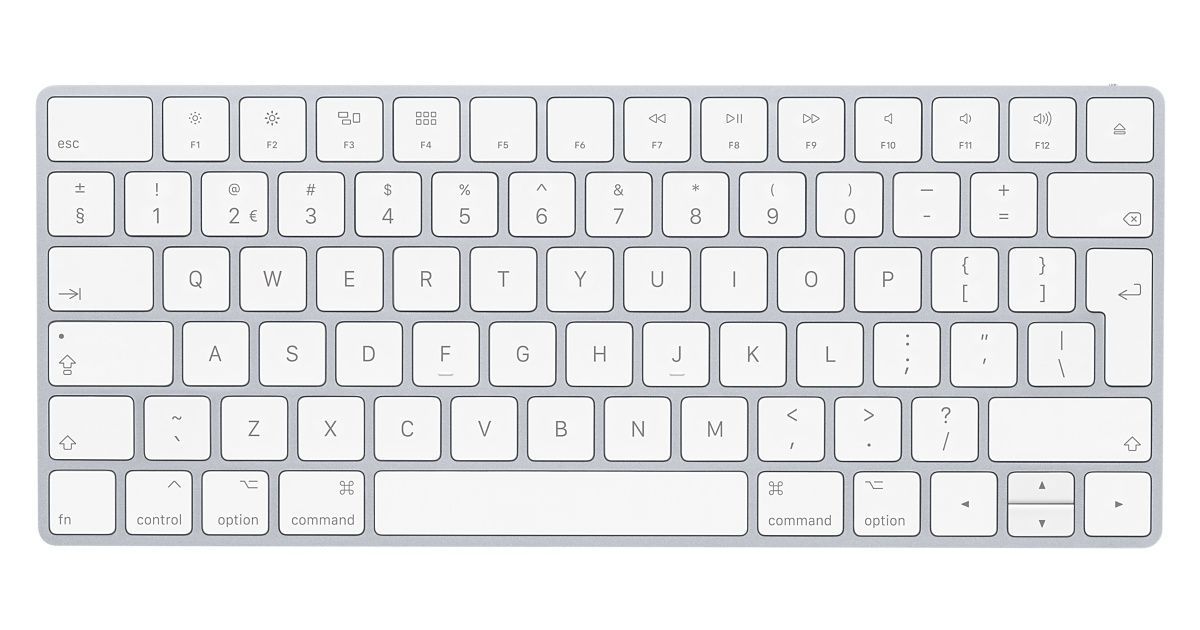 esc F1 F2 F3 F4 F5 F6 F7 F8 F9 F10 F11 F12
± ! @ # $ % ^ & * ( ) — +
§ 1 2 € 3 4 5 6 7 8 9 0 - =
Q W E R T Y U I O P { }
[ ]
A S D F G H J K L : " |
; ' \
~ Z X C V B N M < > ?
` , . /
⌃ ⌥ ⌘ ⌘ ⌥
fn control option command command option